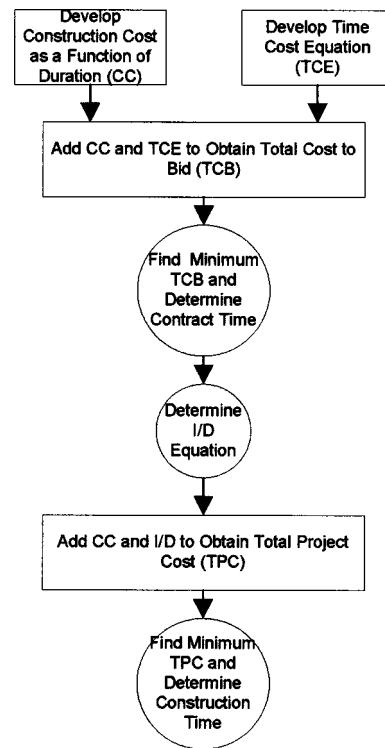 Develop
Construction Cost
as a Function of
Duration (CC)
Develop Time
Cost Equation
(TCE)
Add CC and TCE to Obtain Total Cost to
Bid (TCB)
Find Minimum
TCB and
Determine
Contract Time
Determine
I/D
Equation
Add CC and I/D to Obtain Total Project
Cost (TPC)
Find Minimum
TPC and
Determine
Construction
Time